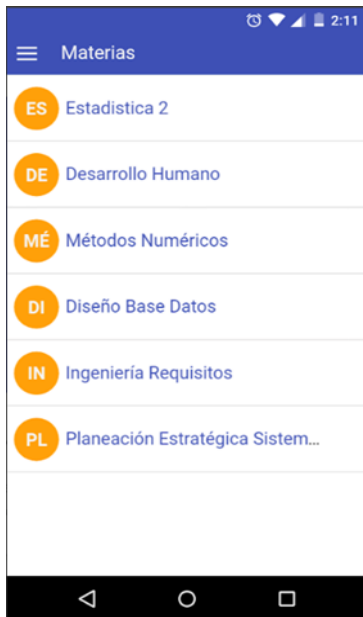 2:11
Materias
ES Estadistica 2
DE Desarrollo Humano
MÉ Métodos Numéricos
DI Diseño Base Datos
IN Ingeniería Requisitos
PL Planeación Estratégica Sistem...